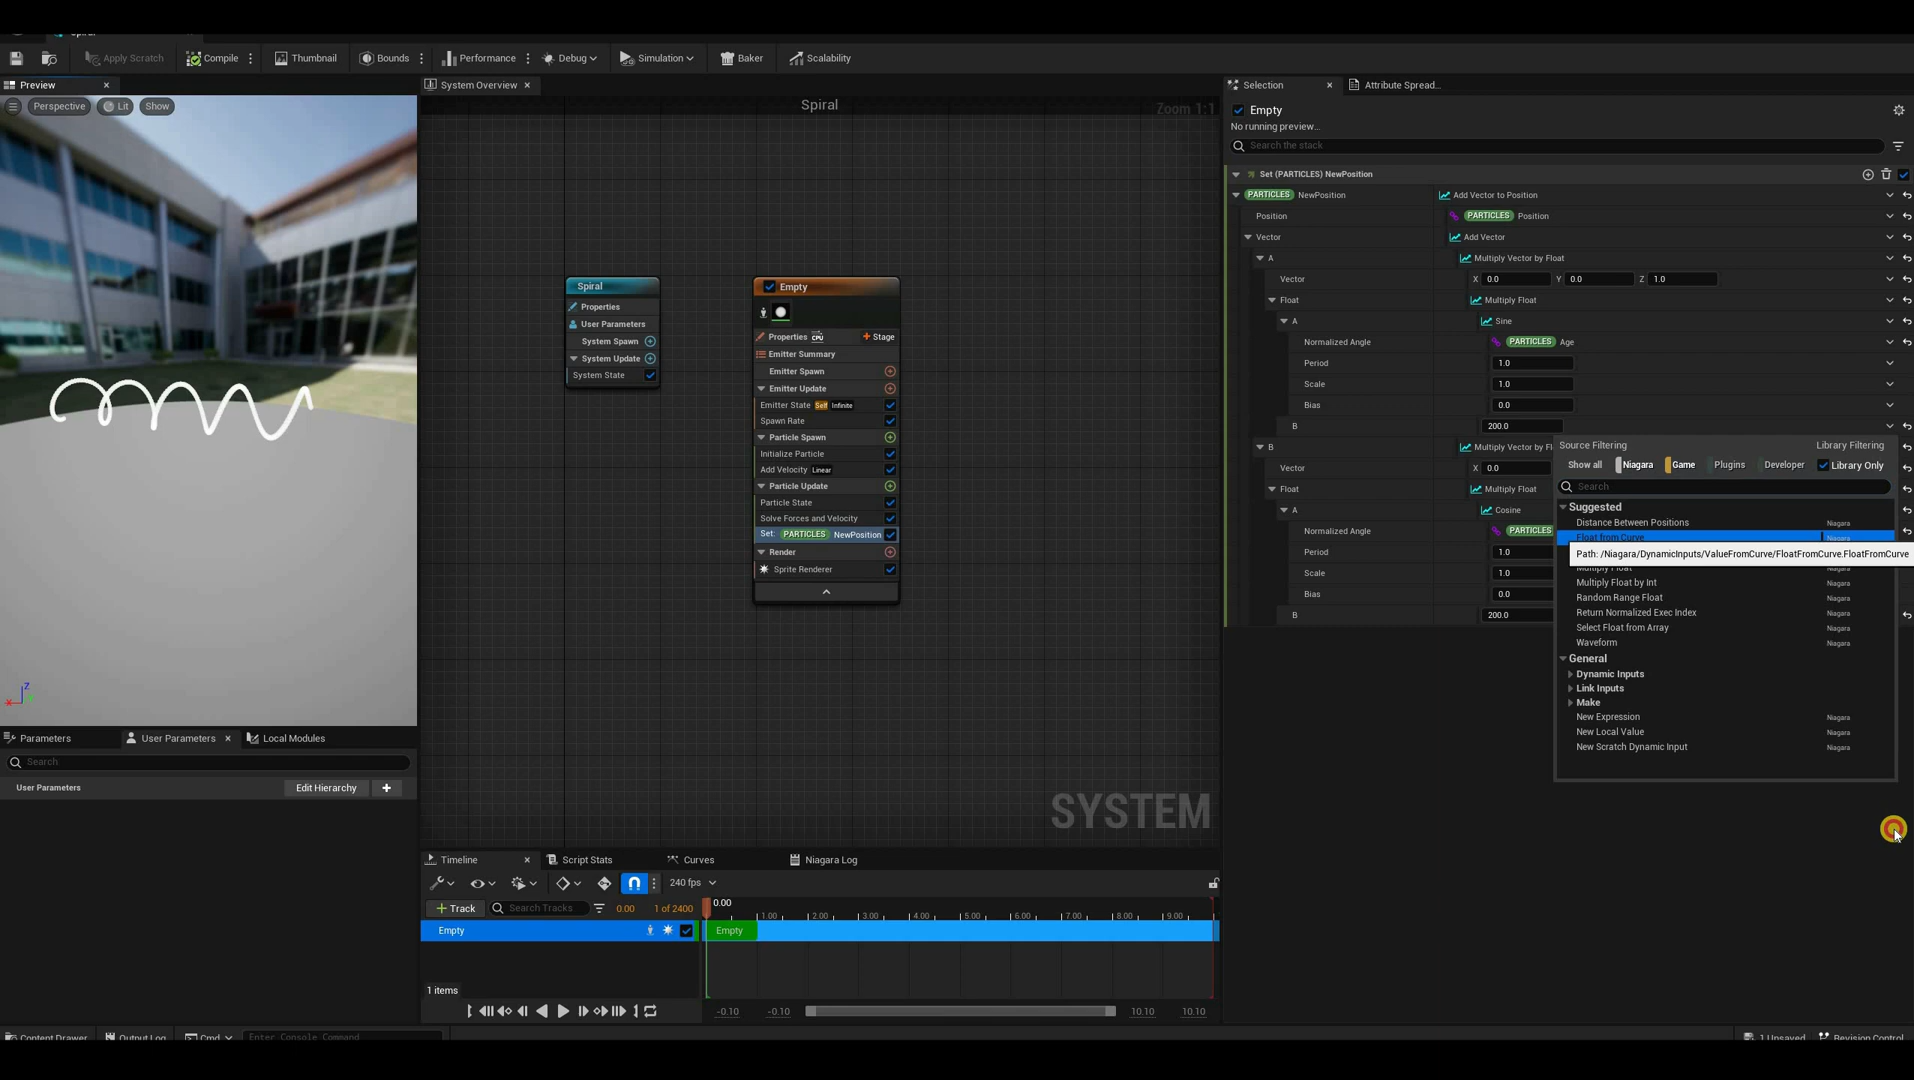 Spiral
Apply Scratch
Compile
Thumbnail
Bounds
Performance
Debug
Simulation
Baker
Scalability
Preview
System Overview
Selection
Attribute Spread...
Perspective
Lit
Show
Spiral
Zoom 1:1
Empty
No running preview...
Search the stack
Set (PARTICLES) NewPosition
PARTICLES NewPosition
Add Vector to Position
Position
PARTICLES Position
Vector
Add Vector
A
Multiply Vector by Float
Vector
X 0.0 Y 0.0 Z 1.0
Float
Multiply Float
A
Sine
Normalized Angle
PARTICLES Age
Period
1.0
Scale
1.0
Bias
0.0
B
200.0
B
Multiply Vector by Fl
Vector
X 0.0
Float
Multiply Float
A
Cosine
Normalized Angle
PARTICLES
Period
1.0
Scale
1.0
Bias
0.0
B
200.0
Source Filtering
Library Filtering
Show all
Niagara
Game
Plugins
Developer
Library Only
Search
Suggested
Distance Between Positions Niagara
Float from Curve Niagara
Path: /Niagara/DynamicInputs/ValueFromCurve/FloatFromCurve.FloatFromCurve
Multiply Float Niagara
Multiply Float by Int Niagara
Random Range Float Niagara
Return Normalized Exec Index Niagara
Select Float from Array Niagara
Waveform Niagara
General
Dynamic Inputs
Link Inputs
Make
New Expression Niagara
New Local Value Niagara
New Scratch Dynamic Input Niagara
Spiral
Properties
User Parameters
System Spawn
System Update
System State
Empty
Properties CPU
Stage
Emitter Summary
Emitter Spawn
Emitter Update
Emitter State Self Infinite
Spawn Rate
Particle Spawn
Initialize Particle
Add Velocity Linear
Particle Update
Particle State
Solve Forces and Velocity
Set: PARTICLES NewPosition
Render
Sprite Renderer
SYSTEM
Z
X
Parameters
User Parameters
Local Modules
Search
User Parameters
Edit Hierarchy
Timeline
Script Stats
Curves
Niagara Log
240 fps
Track
Search Tracks
0.00
1 of 2400
0.00
1.00 2.00 3.00 4.00 5.00 6.00 7.00 8.00 9.00
Empty
Empty
1 items
-0.10
-0.10
10.10
10.10
Content Drawer
Output Log
Cmd
Enter Console Command
1 Unsaved
Revision Control